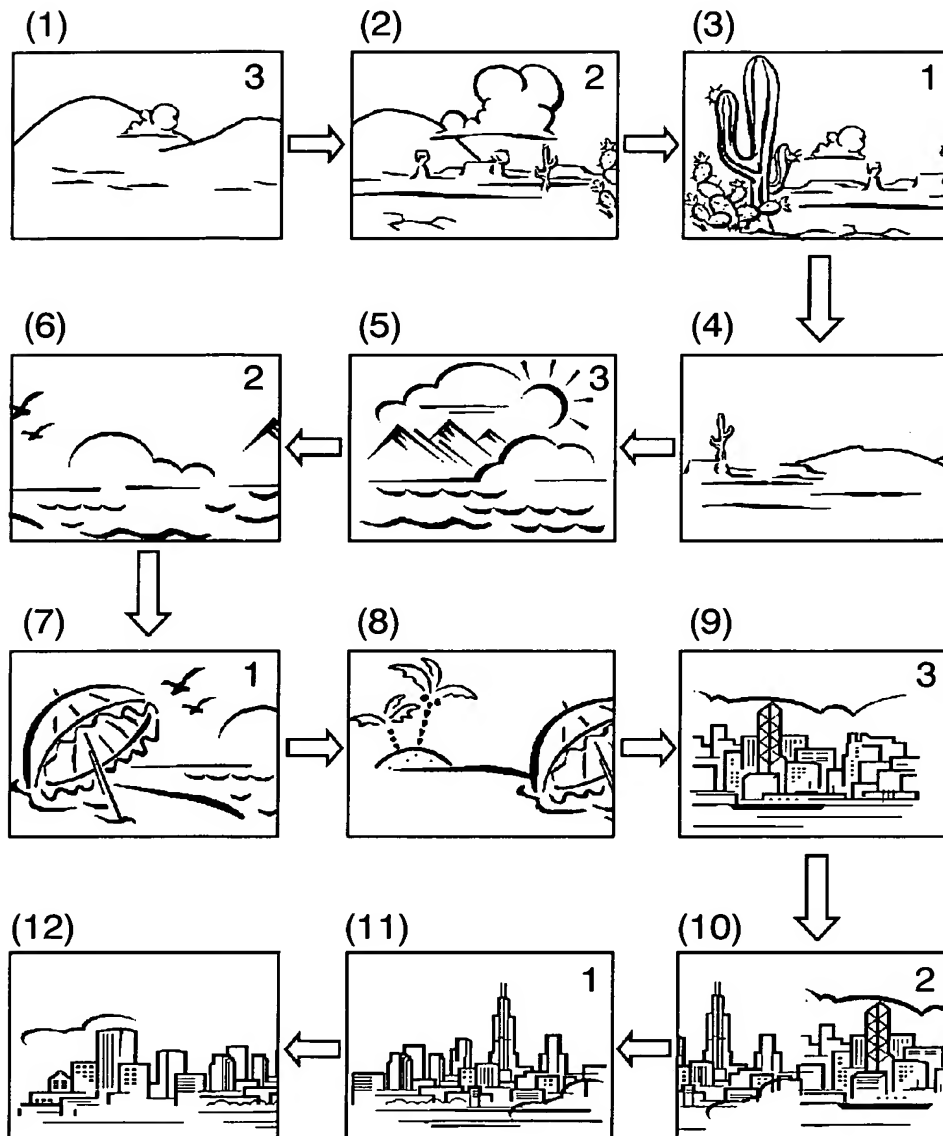 (1) (2) (3)
3 2 1
(6) (5) (4)
2 3
(7) (8) (9)
1 3
(12) (11) (10)
1 2